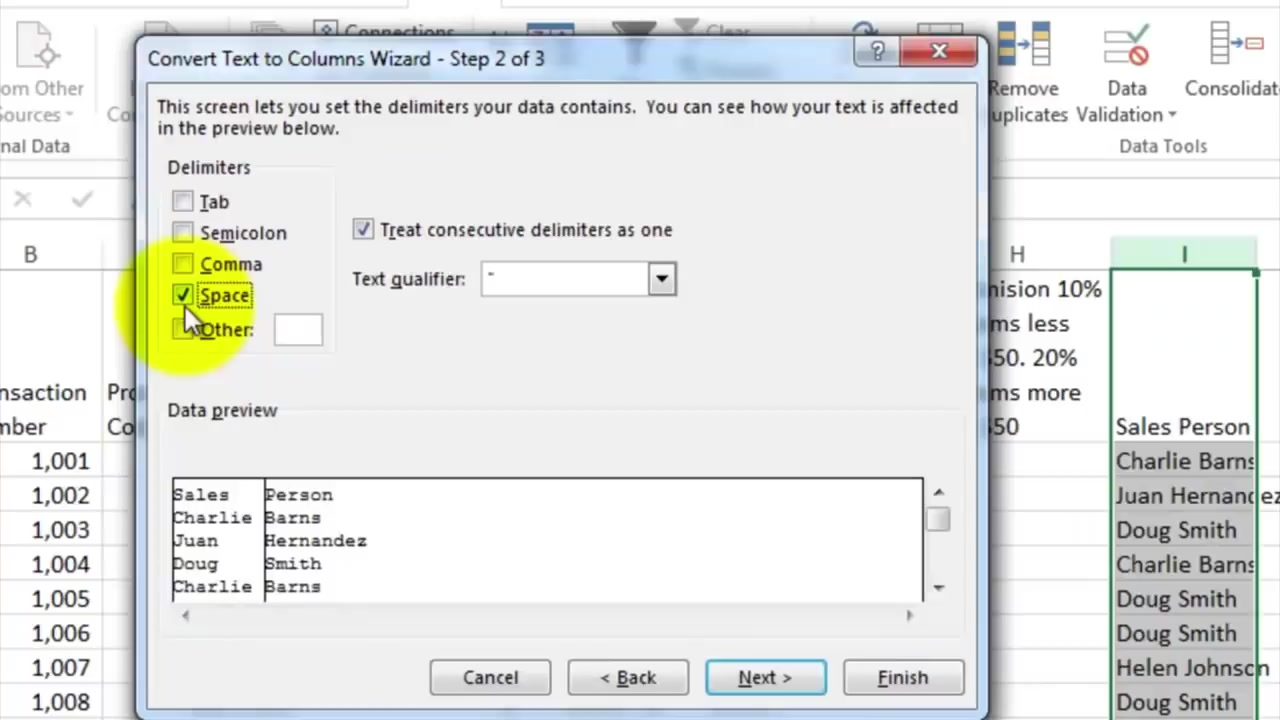 Connections
Clear
om Other
Sources
nal Data
Remove
uplicates
Data
Validation
Consolidat
Data Tools
Convert Text to Columns Wizard - Step 2 of 3
?
This screen lets you set the delimiters your data contains. You can see how your text is affected
in the preview below.
Delimiters
Tab
Semicolon
Comma
Space
Other:
Treat consecutive delimiters as one
Text qualifier: "
Data preview
Sales Person
Charlie Barns
Juan Hernandez
Doug Smith
Charlie Barns
Cancel
< Back
Next >
Finish
B
nsaction
mber
Pro
Co
1,001
1,002
1,003
1,004
1,005
1,006
1,007
1,008
H
nision 10%
ms less
50. 20%
ms more
50
I
Sales Person
Charlie Barns
Juan Hernandez
Doug Smith
Charlie Barns
Doug Smith
Doug Smith
Helen Johnson
Doug Smith